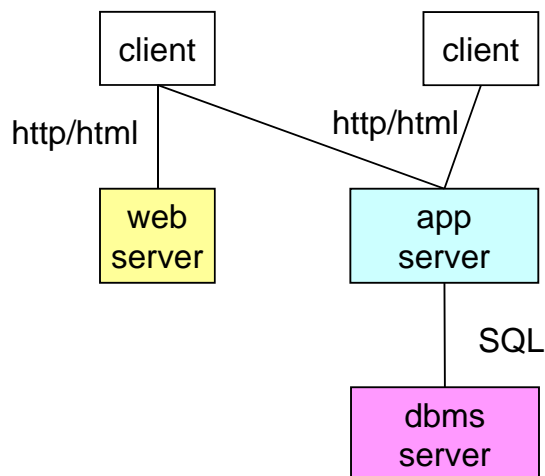 client
client
http/html
http/html
web
server
app
server
SQL
dbms
server